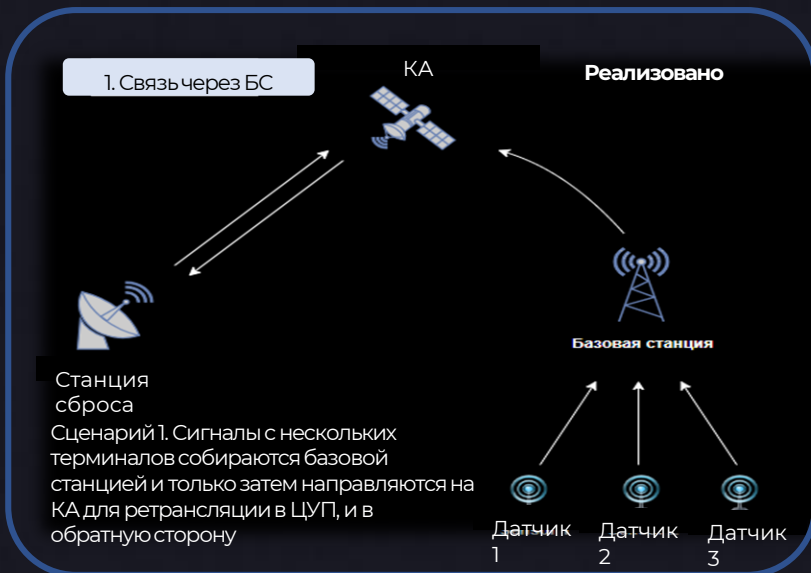 1. Связь через БС
КА
Реализовано
Базовая станция
Станция
сброса
Сценарий 1. Сигналы с нескольких
терминалов собираются базовой
станцией и только затем направляются на
КА для ретрансляции в ЦУП, и в
обратную сторону
Датчик
1
Датчик
2
Датчик
3